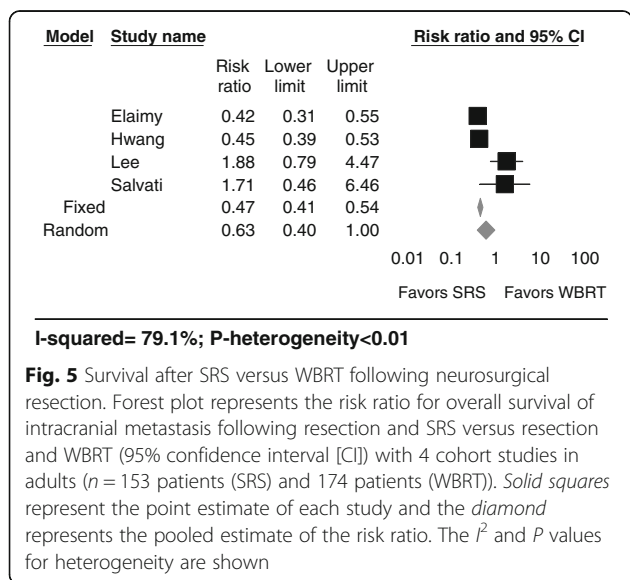 Model Study name Risk ratio and 95% CI
Risk Lower Upper
ratio limit limit
Elaimy 0.42 0.31 0.55
Hwang 0.45 0.39 0.53
Lee 1.88 0.79 4.47
Salvati 1.71 0.46 6.46
Fixed 0.47 0.41 0.54
Random 0.63 0.40 1.00
0.01 0.1 1 10 100
Favors SRS Favors WBRT
I-squared= 79.1%; P-heterogeneity<0.01
Fig. 5 Survival after SRS versus WBRT following neurosurgical
resection. Forest plot represents the risk ratio for overall survival of
intracranial metastasis following resection and SRS versus resection
and WBRT (95% confidence interval [CI]) with 4 cohort studies in
adults (n = 153 patients (SRS) and 174 patients (WBRT)). Solid squares
represent the point estimate of each study and the diamond
represents the pooled estimate of the risk ratio. The I² and P values
for heterogeneity are shown